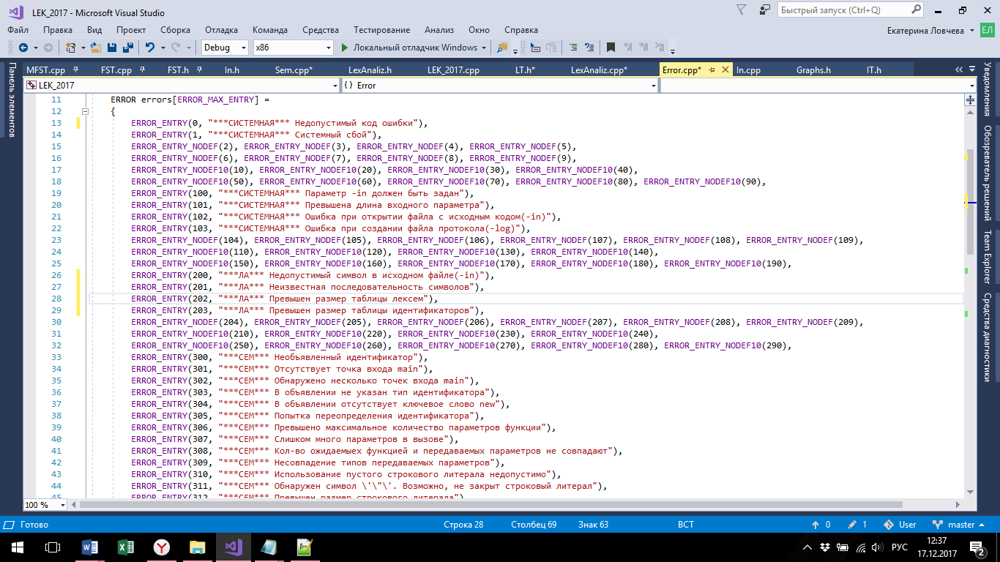 LEK_2017 - Microsoft Visual Studio
Быстрый запуск (Ctrl+Q)
Файл Правка Вид Проект Сборка Отладка Команда Средства Тестирование Анализ Окно Справка
Екатерина Ловчева ЕЛ
Debug x86 Локальный отладчик Windows
MFST.cpp FST.cpp FST.h In.h Sem.cpp* LexAnaliz.h LEK_2017.cpp LT.h* LexAnaliz.cpp* Error.cpp* In.cpp Graphs.h IT.h
Панель элементов
LEK_2017 {} Error
11 ERROR errors[ERROR_MAX_ENTRY] =
12 {
13 ERROR_ENTRY(0, "***СИСТЕМНАЯ*** Недопустимый код ошибки"),
14 ERROR_ENTRY(1, "***СИСТЕМНАЯ*** Системный сбой"),
15 ERROR_ENTRY_NODEF(2), ERROR_ENTRY_NODEF(3), ERROR_ENTRY_NODEF(4), ERROR_ENTRY_NODEF(5),
16 ERROR_ENTRY_NODEF(6), ERROR_ENTRY_NODEF(7), ERROR_ENTRY_NODEF(8), ERROR_ENTRY_NODEF(9),
17 ERROR_ENTRY_NODEF10(10), ERROR_ENTRY_NODEF10(20), ERROR_ENTRY_NODEF10(30), ERROR_ENTRY_NODEF10(40),
18 ERROR_ENTRY_NODEF10(50), ERROR_ENTRY_NODEF10(60), ERROR_ENTRY_NODEF10(70), ERROR_ENTRY_NODEF10(80), ERROR_ENTRY_NODEF10(90),
19 ERROR_ENTRY(100, "***СИСТЕМНАЯ*** Параметр -in должен быть задан"),
20 ERROR_ENTRY(101, "***СИСТЕМНАЯ*** Превышена длина входного параметра"),
21 ERROR_ENTRY(102, "***СИСТЕМНАЯ*** Ошибка при открытии файла с исходным кодом(-in)"),
22 ERROR_ENTRY(103, "***СИСТЕМНАЯ*** Ошибка при создании файла протокола(-log)"),
23 ERROR_ENTRY_NODEF(104), ERROR_ENTRY_NODEF(105), ERROR_ENTRY_NODEF(106), ERROR_ENTRY_NODEF(107), ERROR_ENTRY_NODEF(108), ERROR_ENTRY_NODEF(109),
24 ERROR_ENTRY_NODEF10(110), ERROR_ENTRY_NODEF10(120), ERROR_ENTRY_NODEF10(130), ERROR_ENTRY_NODEF10(140),
25 ERROR_ENTRY_NODEF10(150), ERROR_ENTRY_NODEF10(160), ERROR_ENTRY_NODEF10(170), ERROR_ENTRY_NODEF10(180), ERROR_ENTRY_NODEF10(190),
26 ERROR_ENTRY(200, "***ЛА*** Недопустимый символ в исходном файле(-in)"),
27 ERROR_ENTRY(201, "***ЛА*** Неизвестная последовательность символов"),
28 ERROR_ENTRY(202, "***ЛА*** Превышен размер таблицы лексем"),
29 ERROR_ENTRY(203, "***ЛА*** Превышен размер таблицы идентификаторов"),
30 ERROR_ENTRY_NODEF(204), ERROR_ENTRY_NODEF(205), ERROR_ENTRY_NODEF(206), ERROR_ENTRY_NODEF(207), ERROR_ENTRY_NODEF(208), ERROR_ENTRY_NODEF(209),
31 ERROR_ENTRY_NODEF10(210), ERROR_ENTRY_NODEF10(220), ERROR_ENTRY_NODEF10(230), ERROR_ENTRY_NODEF10(240),
32 ERROR_ENTRY_NODEF10(250), ERROR_ENTRY_NODEF10(260), ERROR_ENTRY_NODEF10(270), ERROR_ENTRY_NODEF10(280), ERROR_ENTRY_NODEF10(290),
33 ERROR_ENTRY(300, "***СЕМ*** Необъявленный идентификатор"),
34 ERROR_ENTRY(301, "***СЕМ*** Отсутствует точка входа main"),
35 ERROR_ENTRY(302, "***СЕМ*** Обнаружено несколько точек входа main"),
36 ERROR_ENTRY(303, "***СЕМ*** В объявлении не указан тип идентификатора"),
37 ERROR_ENTRY(304, "***СЕМ*** В объявлении отсутствует ключевое слово new"),
38 ERROR_ENTRY(305, "***СЕМ*** Попытка переопределения идентификатора"),
39 ERROR_ENTRY(306, "***СЕМ*** Превышено максимальное количество параметров функции"),
40 ERROR_ENTRY(307, "***СЕМ*** Слишком много параметров в вызове"),
41 ERROR_ENTRY(308, "***СЕМ*** Кол-во ожидаемыех функцией и передаваемых параметров не совпадают"),
42 ERROR_ENTRY(309, "***СЕМ*** Несовпадение типов передаваемых параметров"),
43 ERROR_ENTRY(310, "***СЕМ*** Использование пустого строкового литерала недопустимо"),
44 ERROR_ENTRY(311, "***СЕМ*** Обнаружен символ \'\"\'. Возможно, не закрыт строковый литерал"),
45 ERROR_ENTRY(312, "***СЕМ*** Превышен размер строкового литерала")
Уведомления
Обозреватель решений
Team Explorer
Средства диагностики
100 %
Готово Строка 28 Столбец 69 Знак 63 ВСТ 0 1 User master
РУС 12:37
17.12.2017 2